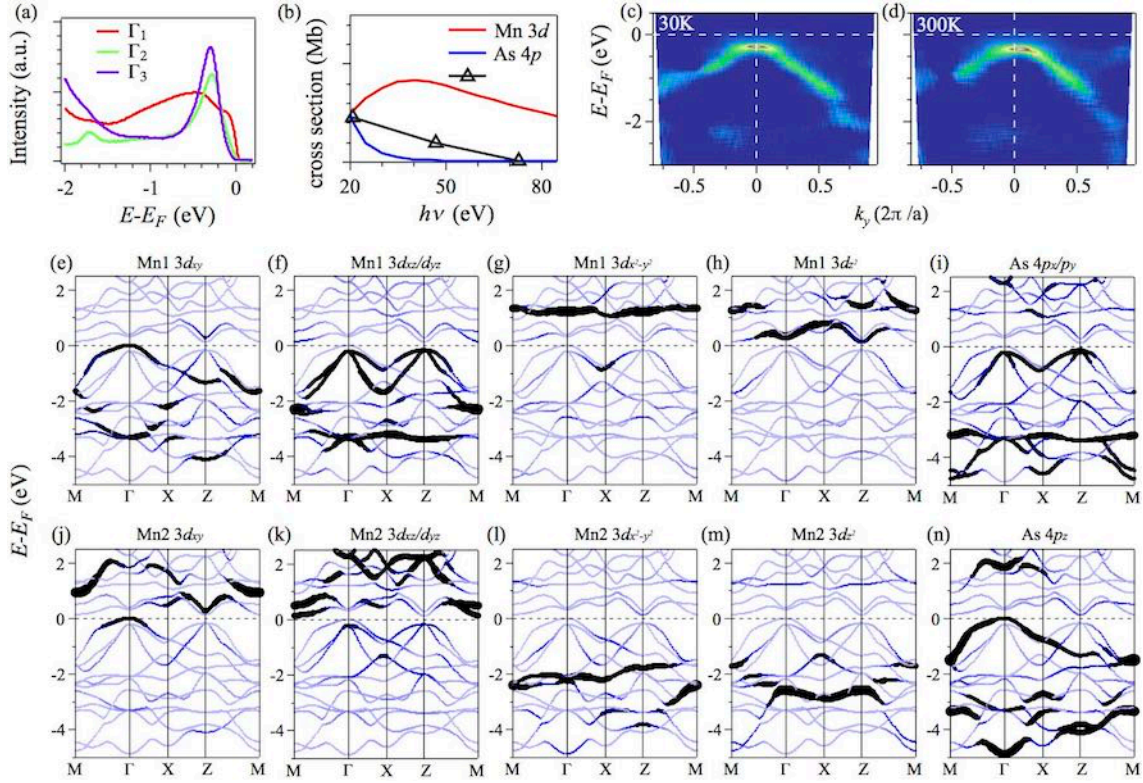 (a)
Γ1
Γ2
Γ3
Intensity (a.u.)
-2 -1 0
E-EF (eV)
(b)
Mn 3d
As 4p
cross section (Mb)
20 40 60 80
hν (eV)
(c)
30K
0
-2
E-EF (eV)
-0.5 0 0.5
(d)
300K
-0.5 0 0.5
ky (2π /a)
(e) Mn1 3dxy
(f) Mn1 3dxz/dyz
(g) Mn1 3dx²-y²
(h) Mn1 3dz²
(i) As 4px/py
2
0
-2
-4
M Γ X Z M
M Γ X Z M
M Γ X Z M
M Γ X Z M
M Γ X Z M
E-EF (eV)
(j) Mn2 3dxy
(k) Mn2 3dxz/dyz
(l) Mn2 3dx²-y²
(m) Mn2 3dz²
(n) As 4pz
2
0
-2
-4
M Γ X Z M
M Γ X Z M
M Γ X Z M
M Γ X Z M
M Γ X Z M